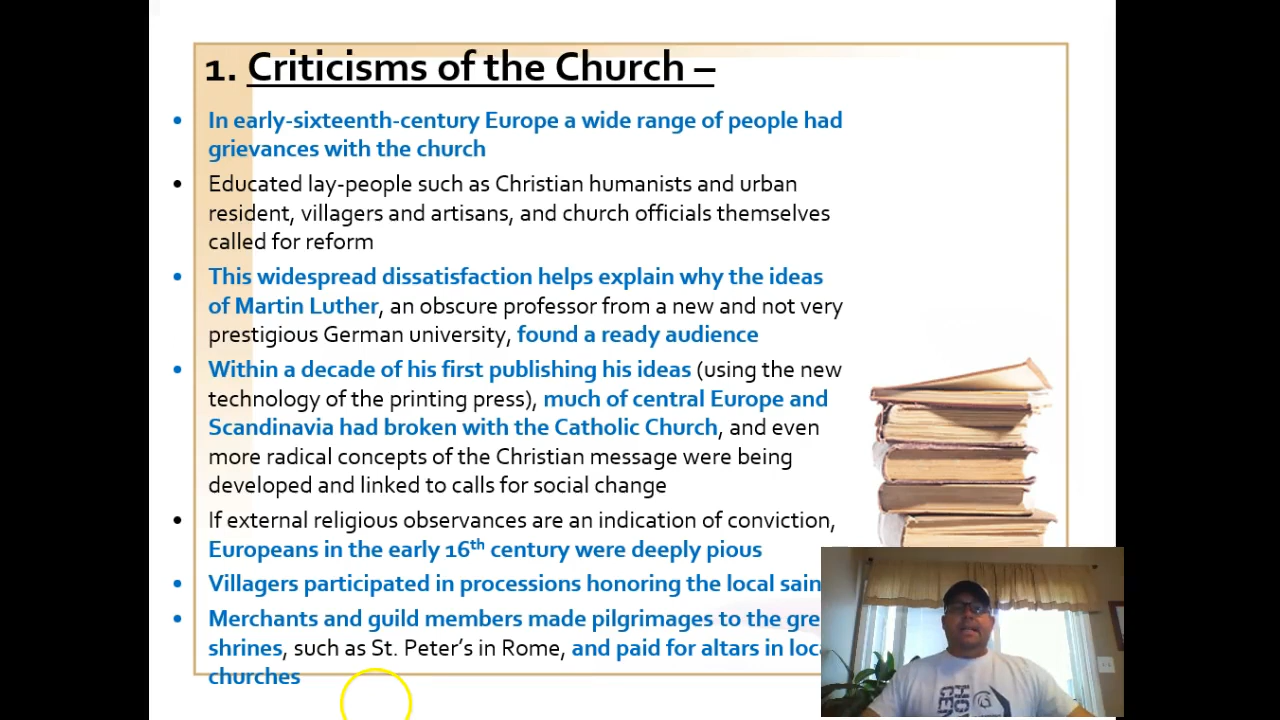 1. Criticisms of the Church –
• In early-sixteenth-century Europe a wide range of people had
grievances with the church
• Educated lay-people such as Christian humanists and urban
resident, villagers and artisans, and church officials themselves
called for reform
• This widespread dissatisfaction helps explain why the ideas
of Martin Luther, an obscure professor from a new and not very
prestigious German university, found a ready audience
• Within a decade of his first publishing his ideas (using the new
technology of the printing press), much of central Europe and
Scandinavia had broken with the Catholic Church, and even
more radical concepts of the Christian message were being
developed and linked to calls for social change
• If external religious observances are an indication of conviction,
Europeans in the early 16th century were deeply pious
• Villagers participated in processions honoring the local
• Merchants and guild members made pilgrimages to the
shrines, such as St. Peter's in Rome, and paid for altars in
churches